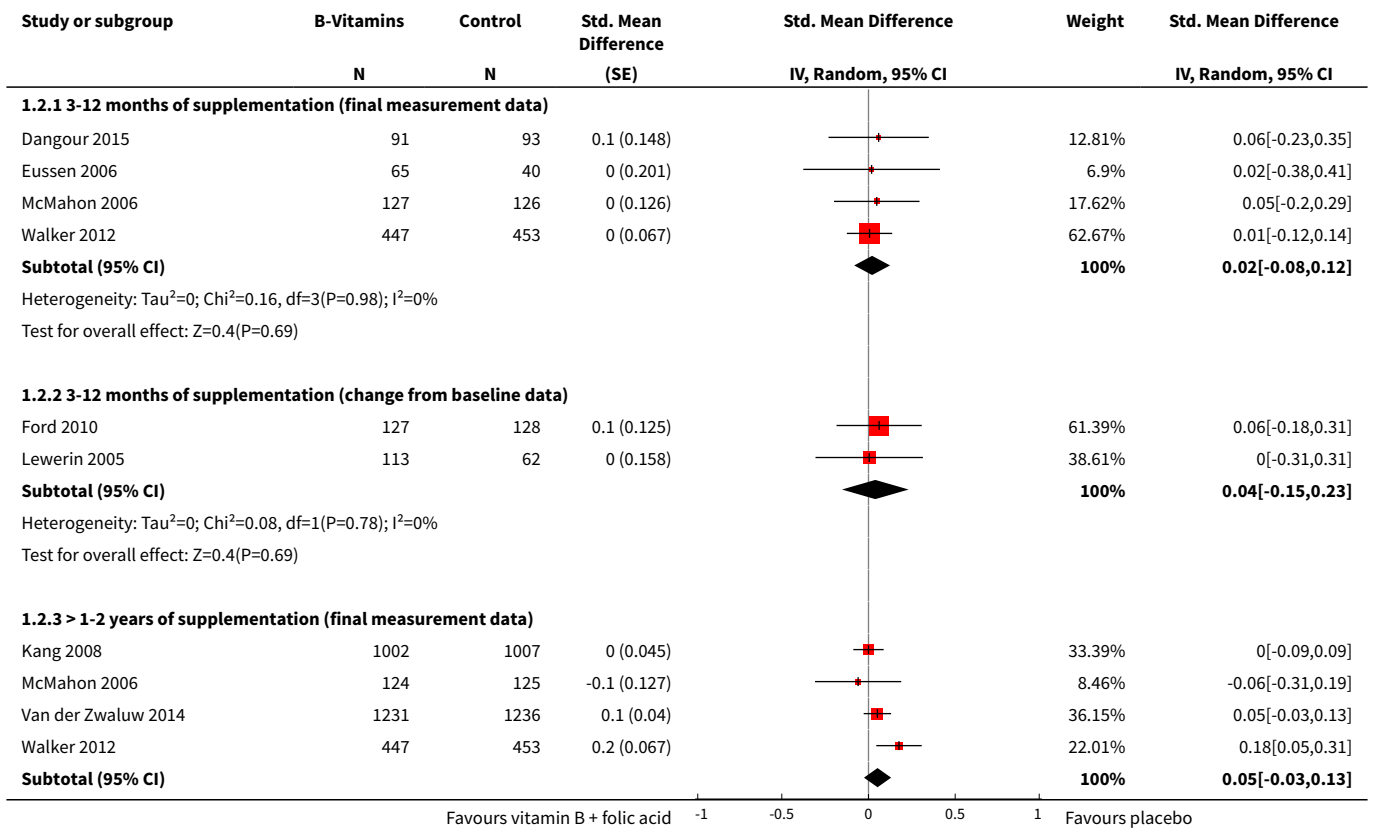 Study or subgroup B-Vitamins Control Std. Mean Difference Std. Mean Difference Weight Std. Mean Difference
N N (SE) IV, Random, 95% CI IV, Random, 95% CI
1.2.1 3-12 months of supplementation (final measurement data)
Dangour 2015 91 93 0.1 (0.148) 12.81% 0.06[-0.23,0.35]
Eussen 2006 65 40 0 (0.201) 6.9% 0.02[-0.38,0.41]
McMahon 2006 127 126 0 (0.126) 17.62% 0.05[-0.2,0.29]
Walker 2012 447 453 0 (0.067) 62.67% 0.01[-0.12,0.14]
Subtotal (95% CI) 100% 0.02[-0.08,0.12]
Heterogeneity: Tau²=0; Chi²=0.16, df=3(P=0.98); I²=0%
Test for overall effect: Z=0.4(P=0.69)
1.2.2 3-12 months of supplementation (change from baseline data)
Ford 2010 127 128 0.1 (0.125) 61.39% 0.06[-0.18,0.31]
Lewerin 2005 113 62 0 (0.158) 38.61% 0[-0.31,0.31]
Subtotal (95% CI) 100% 0.04[-0.15,0.23]
Heterogeneity: Tau²=0; Chi²=0.08, df=1(P=0.78); I²=0%
Test for overall effect: Z=0.4(P=0.69)
1.2.3 > 1-2 years of supplementation (final measurement data)
Kang 2008 1002 1007 0 (0.045) 33.39% 0[-0.09,0.09]
McMahon 2006 124 125 -0.1 (0.127) 8.46% -0.06[-0.31,0.19]
Van der Zwaluw 2014 1231 1236 0.1 (0.04) 36.15% 0.05[-0.03,0.13]
Walker 2012 447 453 0.2 (0.067) 22.01% 0.18[0.05,0.31]
Subtotal (95% CI) 100% 0.05[-0.03,0.13]
Favours vitamin B + folic acid -1 -0.5 0 0.5 1 Favours placebo